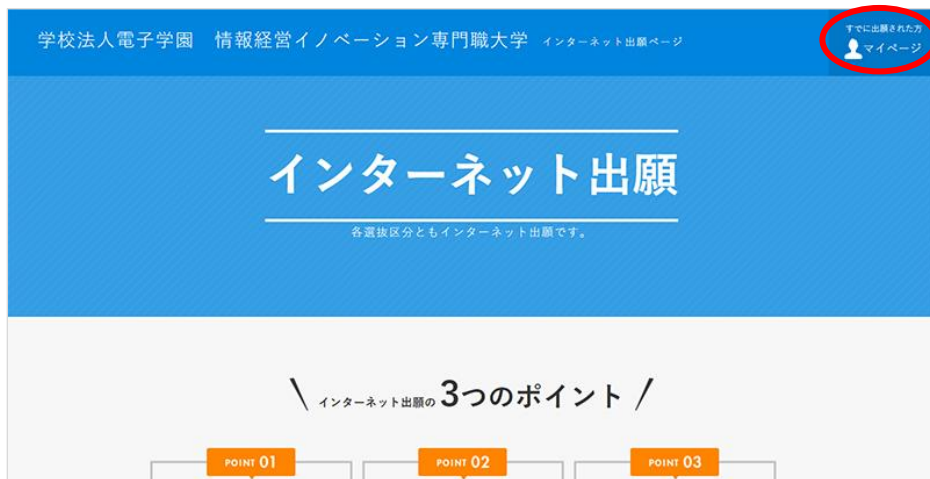 学校法人電子学園　情報経営イノベーション専門職大学 インターネット出願ページ
すでに出願された方
マイページ
インターネット出願
各選抜区分ともインターネット出願です。
インターネット出願の 3つのポイント
POINT 01
POINT 02
POINT 03